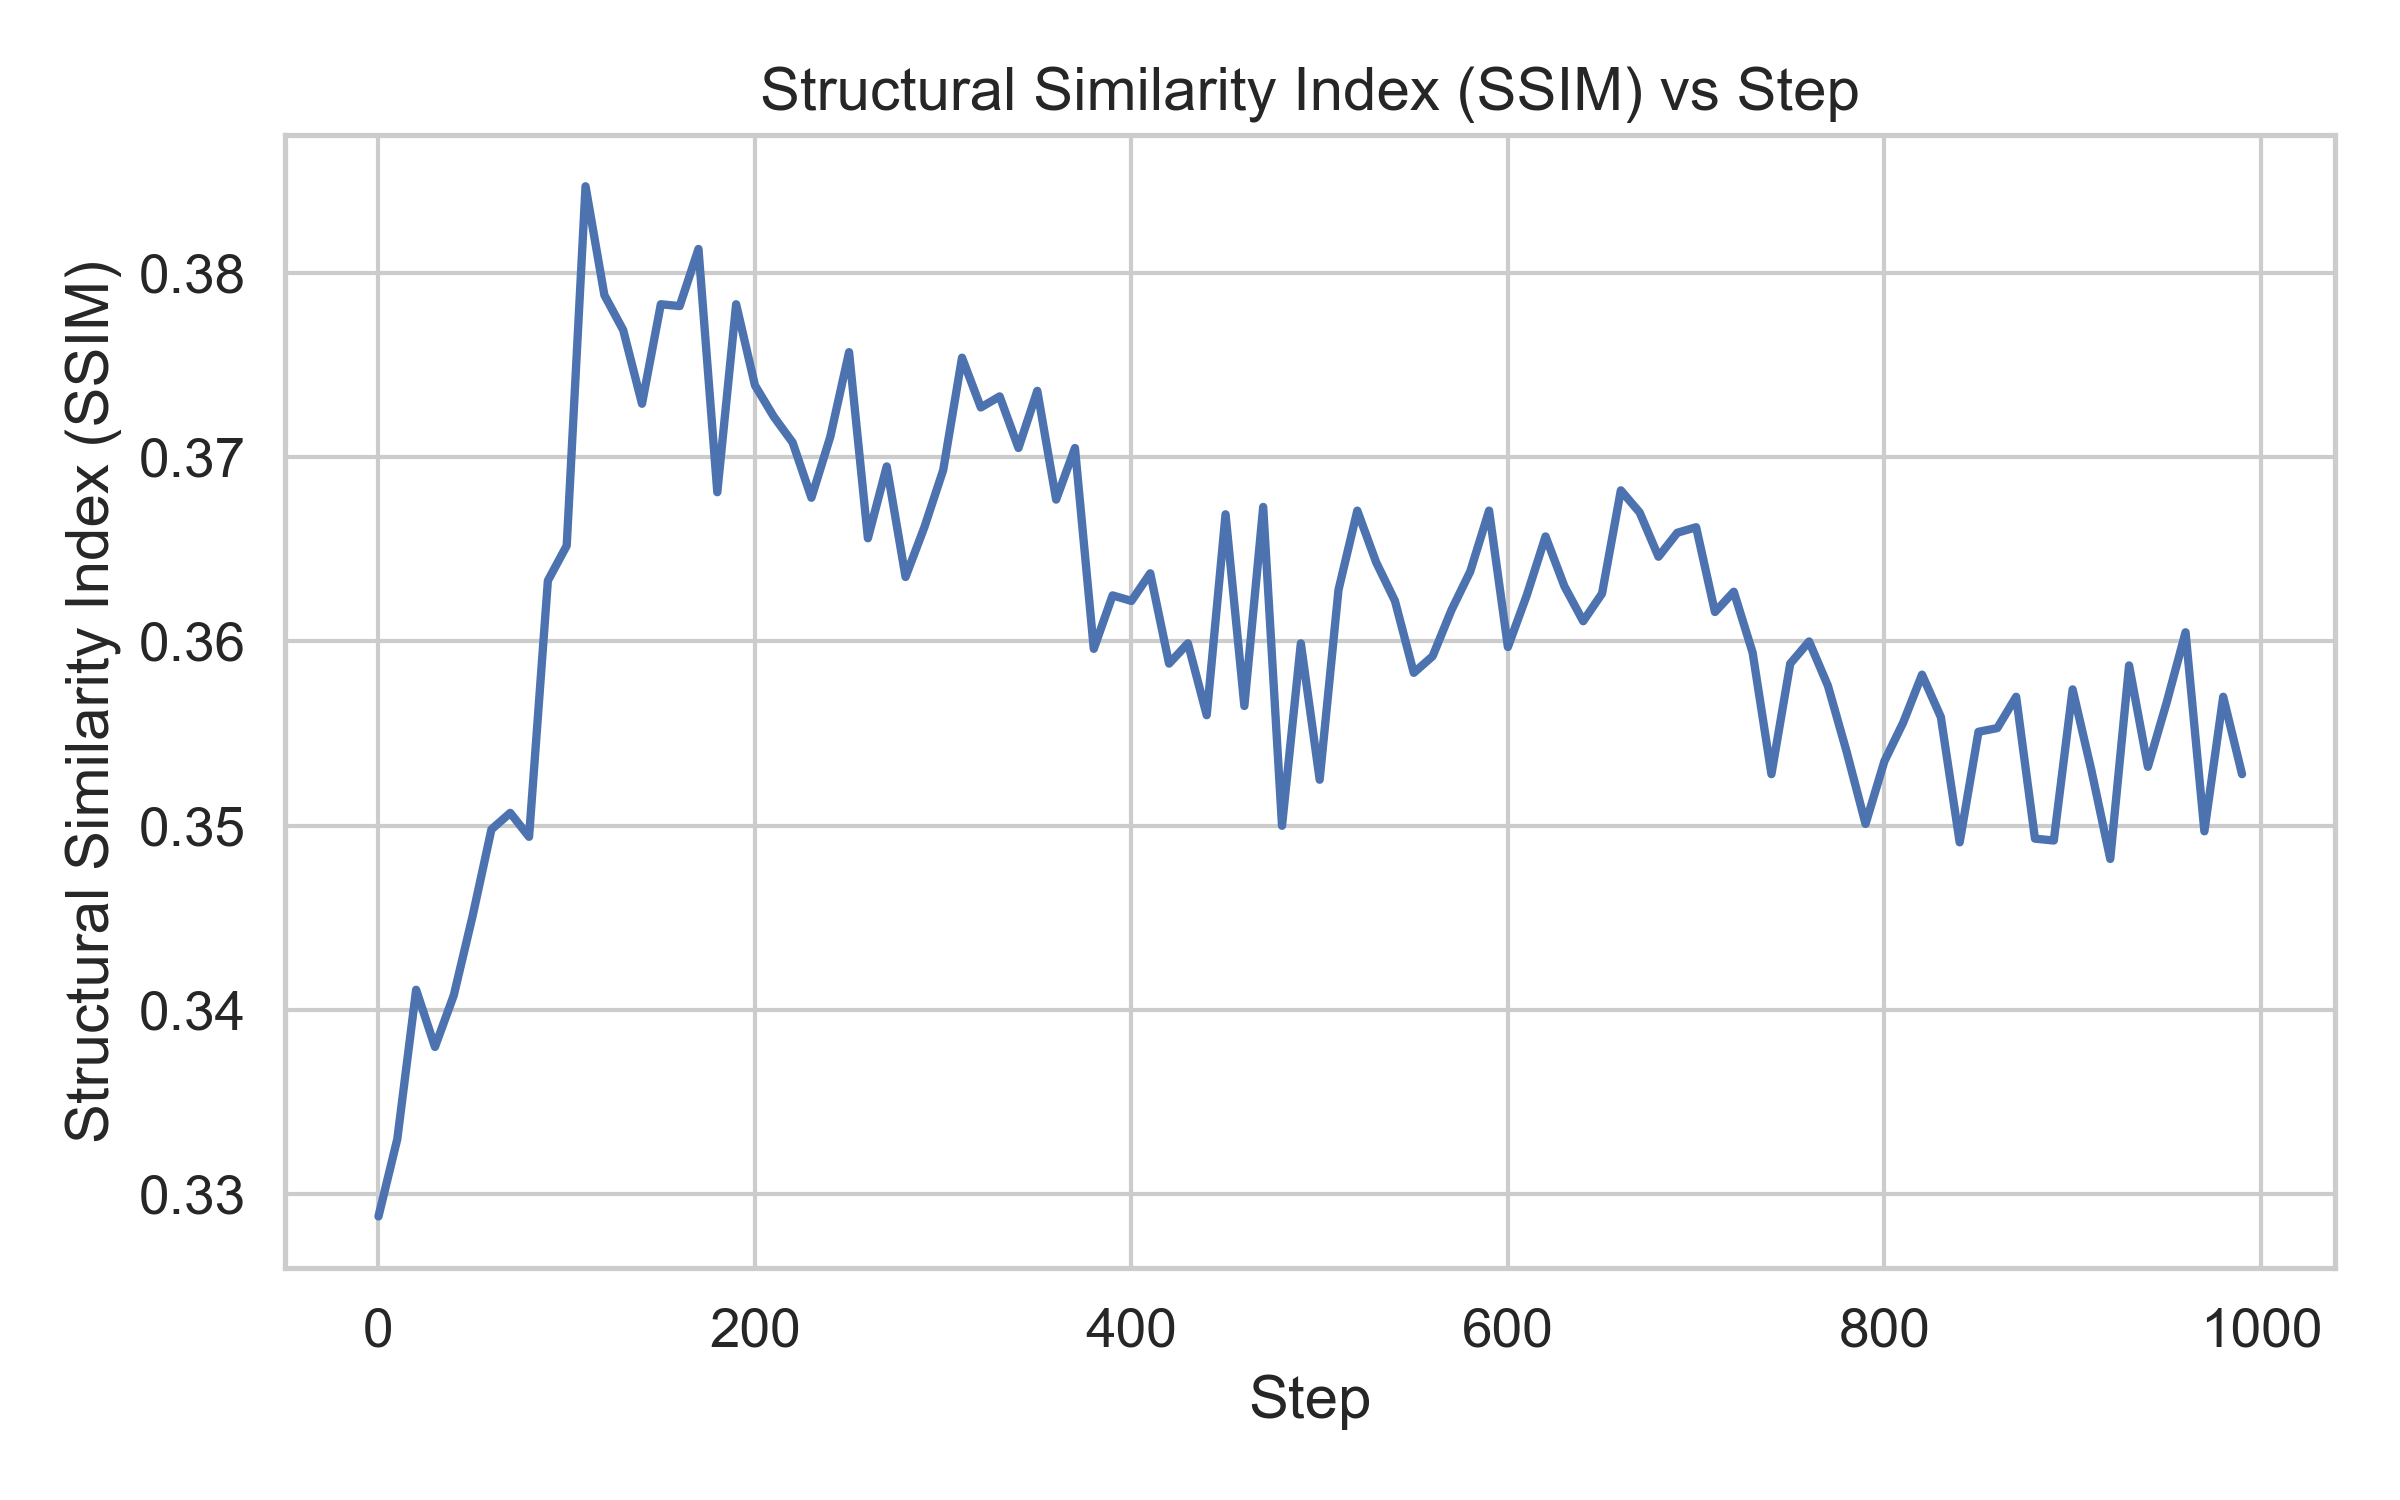 Structural Similarity Index (SSIM) vs Step
Structural Similarity Index (SSIM)
0.38
0.37
0.36
0.35
0.34
0.33
0 200 400 600 800 1000
Step